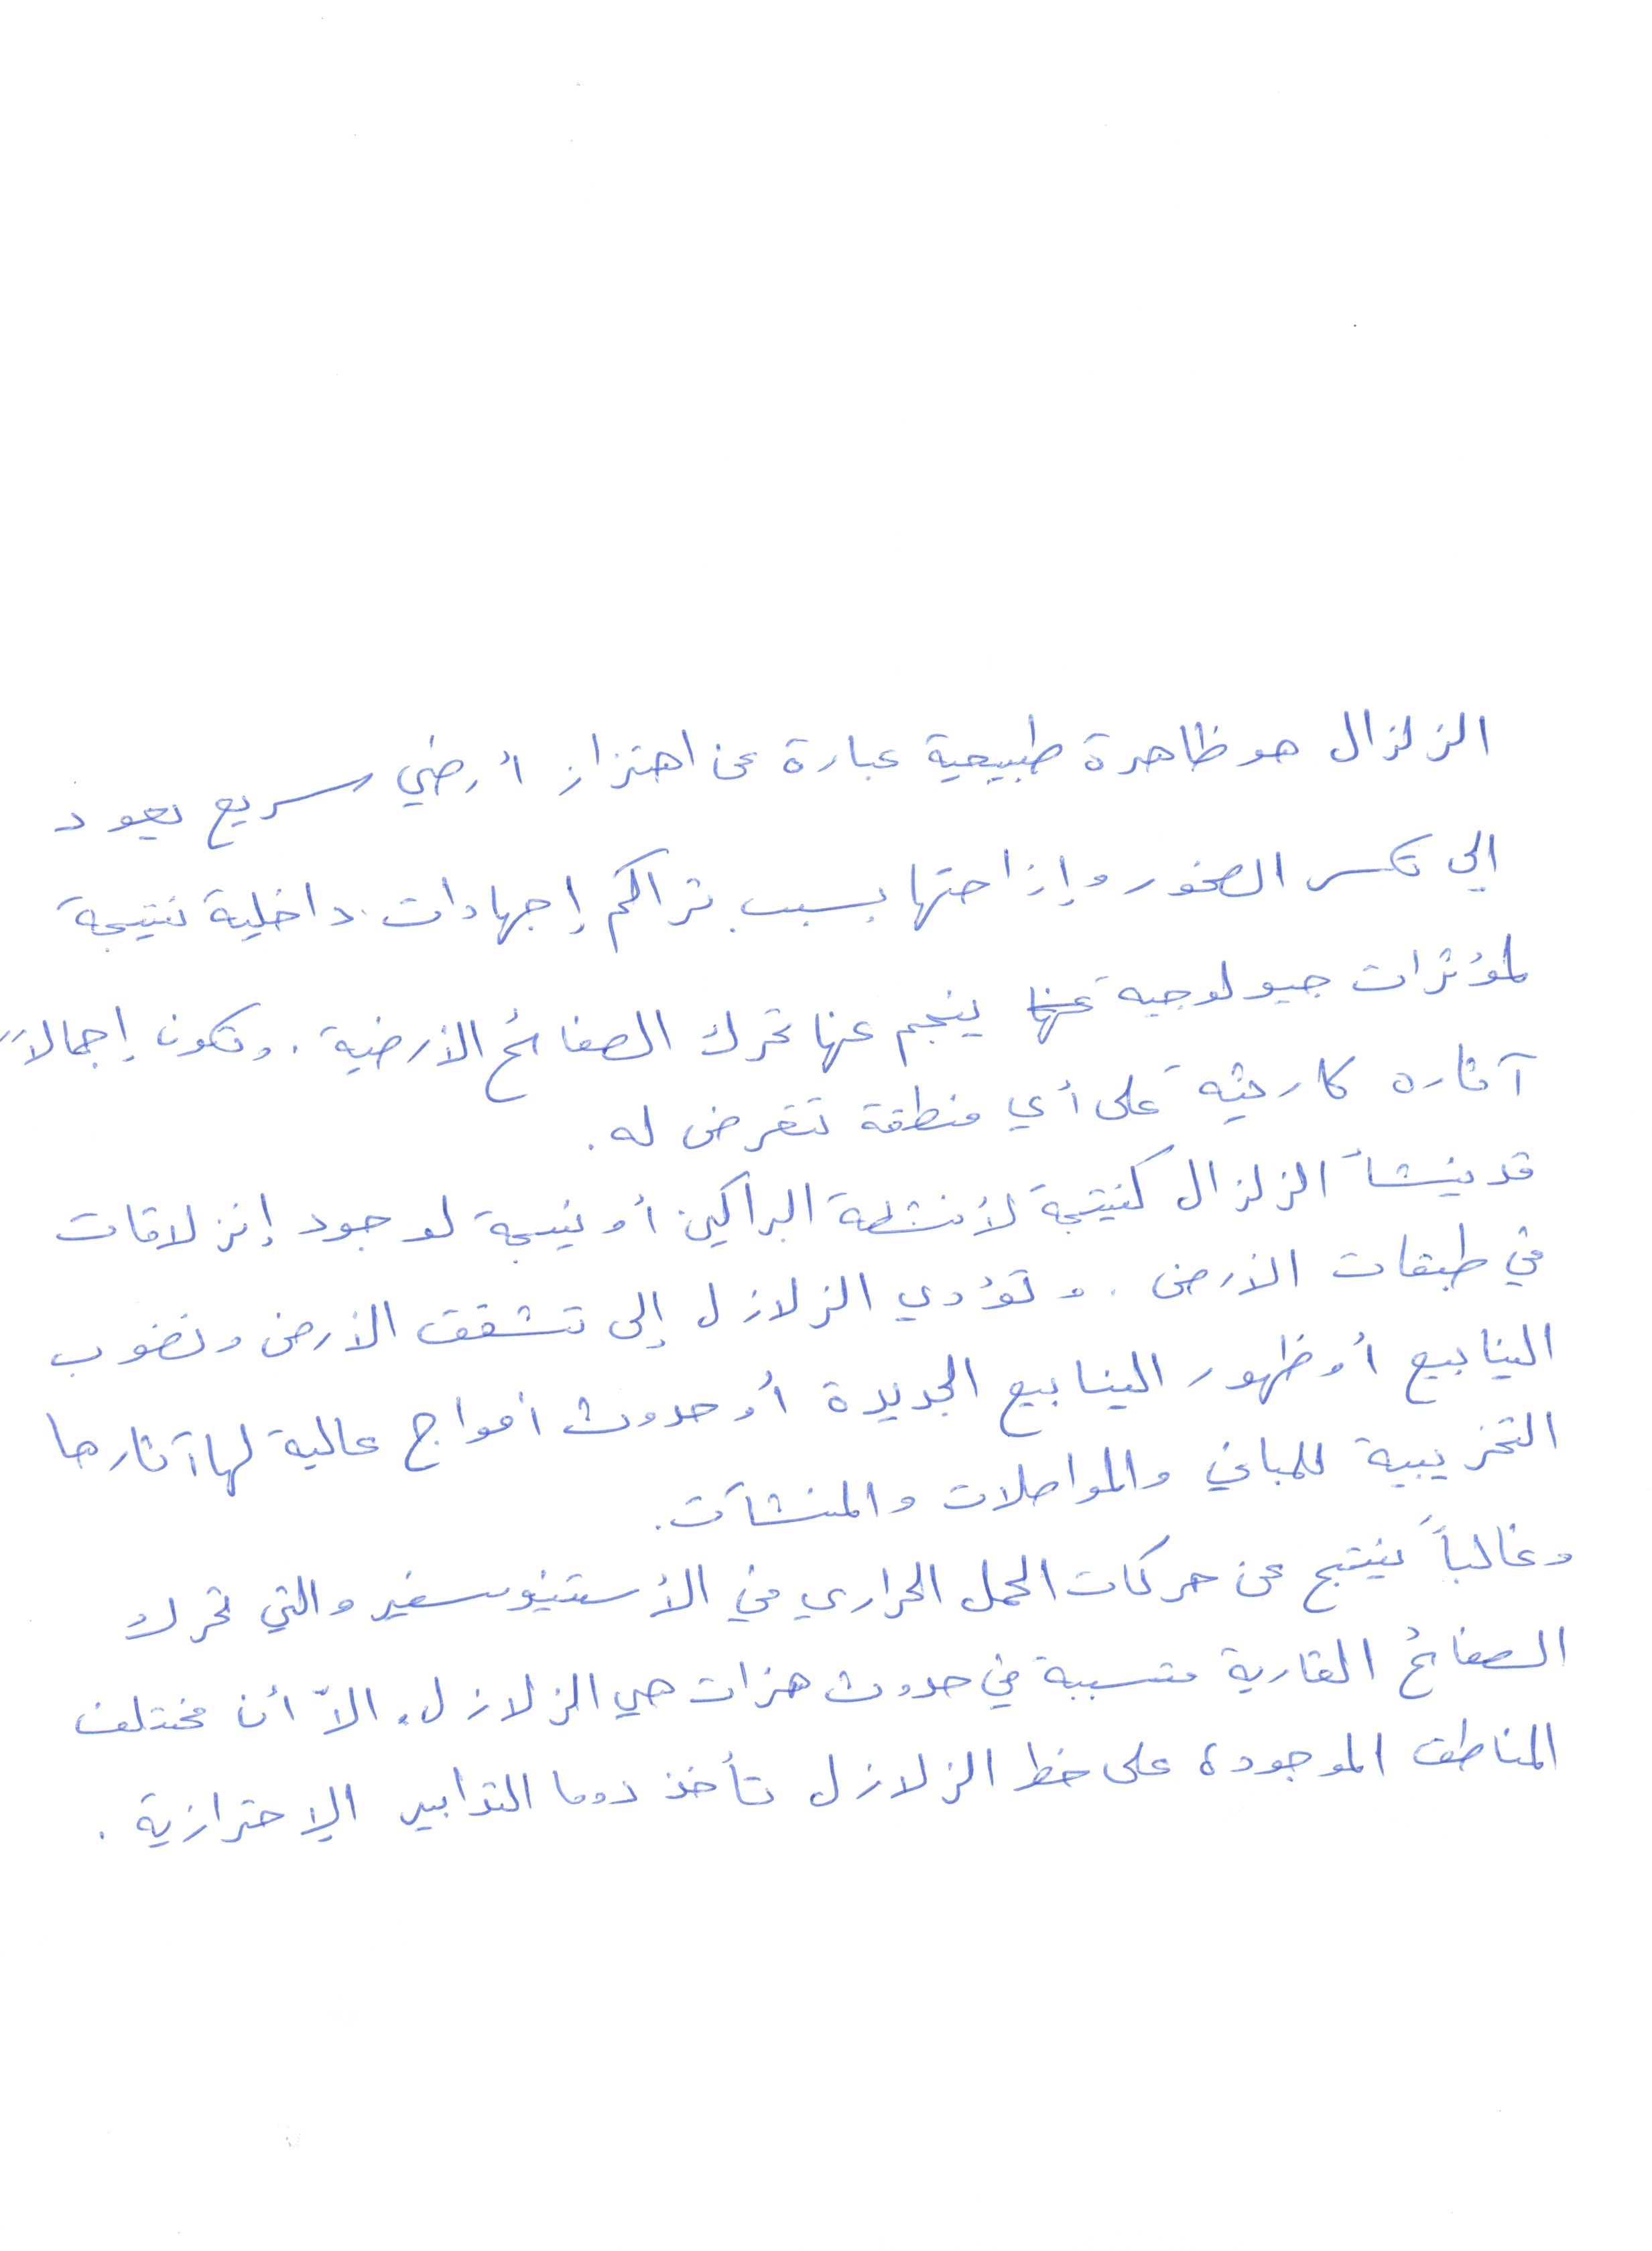 الزلزال هو ظاهرة طبيعية عبارة عن اهتزاز أرضي سريع يعود
الى تكسر الصخور وإزاحتها بسبب تراكم إجهادات داخلية نتيجة
لمؤثرات جيولوجية عنها ينجم عنها تحرك الصفائح الأرضية. وتكون إجمالاً
آثاره كارثية على أي منطقة تتعرض له.
قد ينشأ الزلزال كنتيجة لأنشطة البراكين أو نتيجة لوجود إنزلاقات
في طبقات الأرض. وتؤدي الزلازل إلى تشقق الأرض ونضوب
الينابيع أو ظهور الينابيع الجديدة أو حدوث أمواج عالية لها آثارها
التخريبية للمباني والمواصلات والمنشآت.
وغالباً ينتج عن حركات الحمل الحراري في الأستينوسفير والتي تحرك
الصفائح القارية متسببة في حدوث هزات هي الزلازل. الاّ أن مختلف
المناطق الموجودة على خط الزلازل تأخذ دوما التدابير الإحترازية.